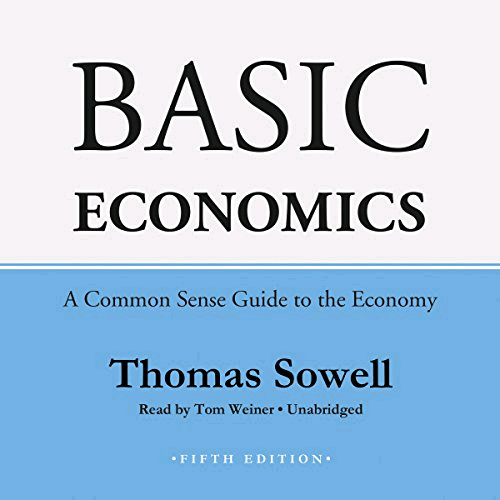 BASIC
ECONOMICS
A Common Sense Guide to the Economy
Thomas Sowell
Read by Tom Weiner • Unabridged
•FIFTH EDITION•